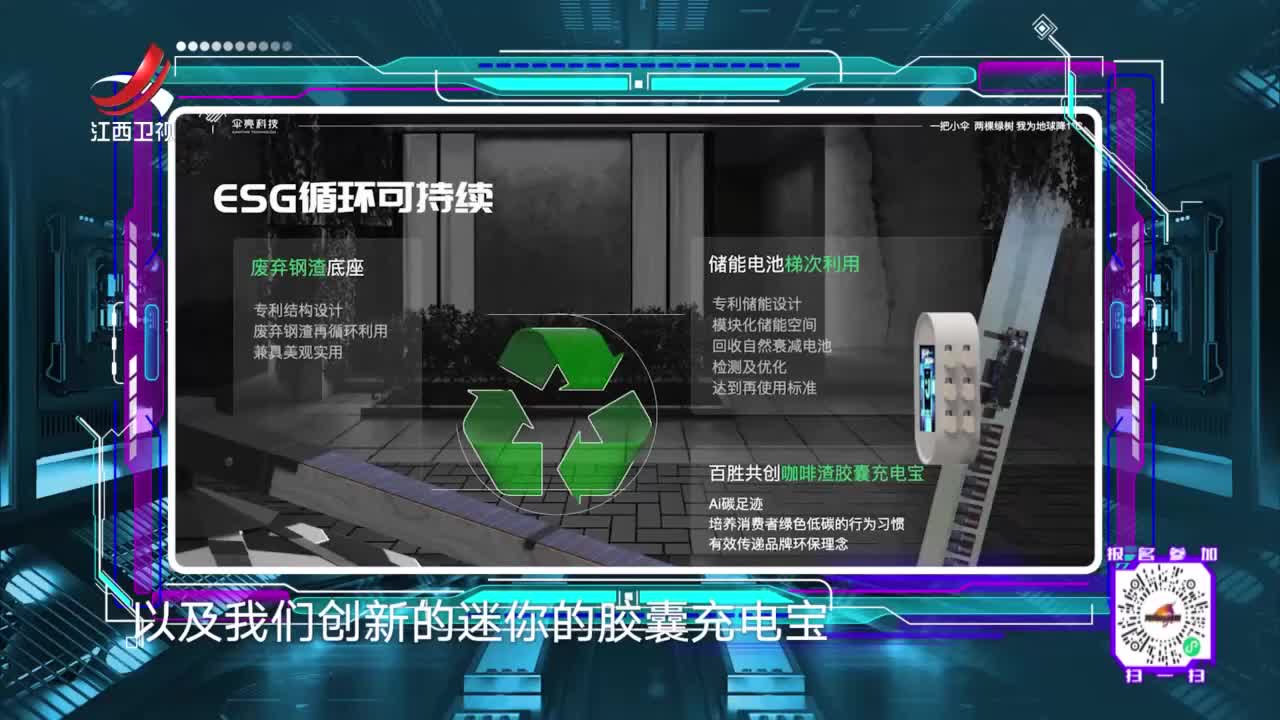 江西卫视
伞亮科技
一把小伞 两棵绿树 我为地球降1℃
ESG循环可持续
废弃钢渣底座
专利结构设计
废弃钢渣再循环利用
兼具美观实用
储能电池梯次利用
专利储能设计
模块化储能空间
回收自然衰减电池
检测及优化
达到再使用标准
百胜共创咖啡渣胶囊充电宝
Ai碳足迹
培养消费者绿色低碳的行为习惯
有效传递品牌环保理念
以及我们创新的迷你的胶囊充电宝
报名参加
扫一扫